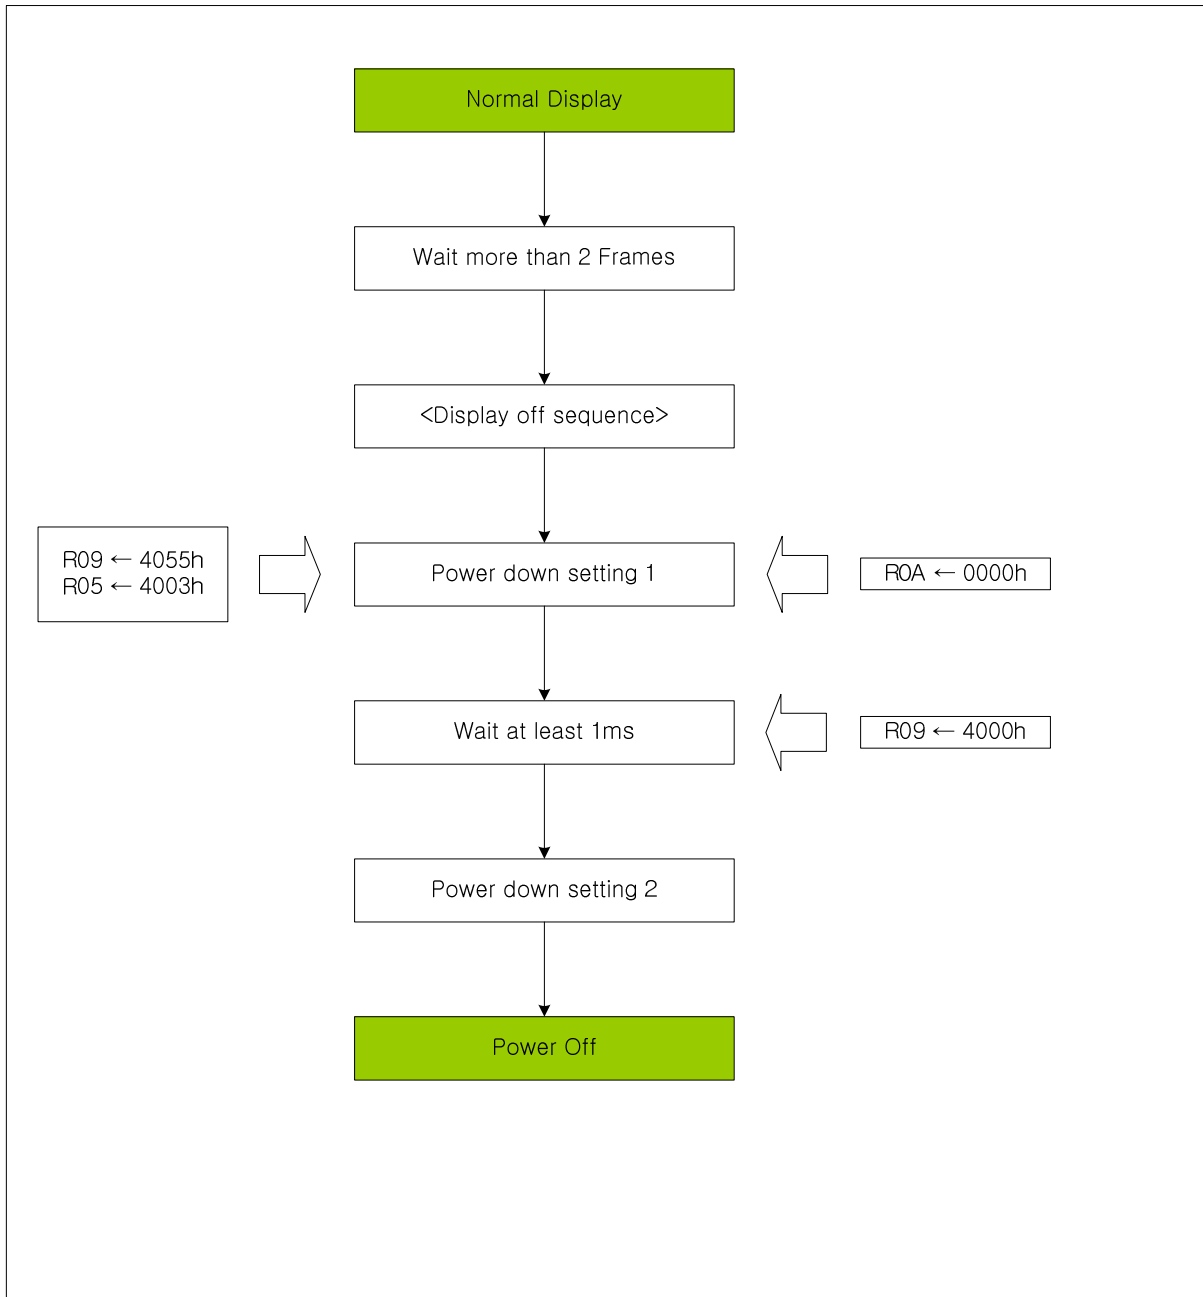 Normal Display
Wait more than 2 Frames
<Display off sequence>
R09 ← 4055h
R05 ← 4003h
Power down setting 1
R0A ← 0000h
Wait at least 1ms
R09 ← 4000h
Power down setting 2
Power Off